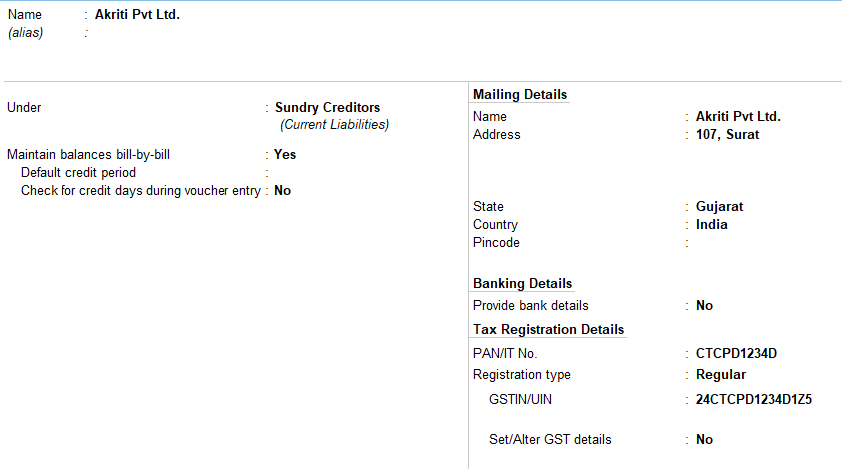 Name : Akriti Pvt Ltd.
(alias) :
Under : Sundry Creditors
(Current Liabilities)
Maintain balances bill-by-bill : Yes
Default credit period :
Check for credit days during voucher entry : No
Mailing Details
Name : Akriti Pvt Ltd.
Address : 107, Surat
State : Gujarat
Country : India
Pincode :
Banking Details
Provide bank details : No
Tax Registration Details
PAN/IT No. : CTCPD1234D
Registration type : Regular
GSTIN/UIN : 24CTCPD1234D1Z5
Set/Alter GST details : No